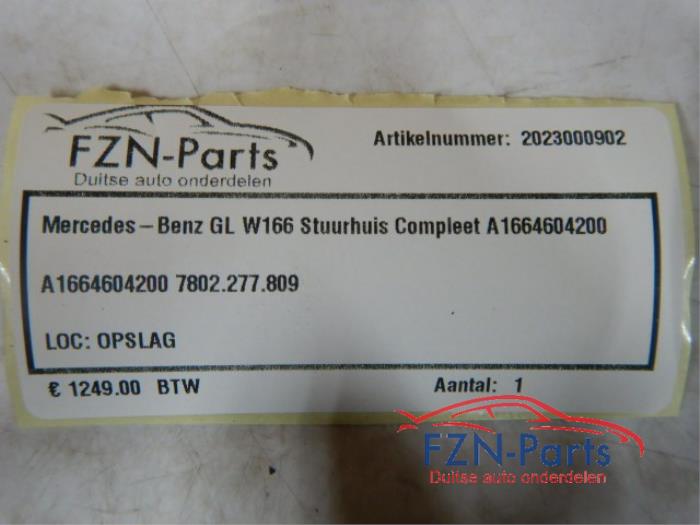 FZN-Parts
Duitse auto onderdelen
Artikelnummer: 2023000902
Mercedes-Benz GL W166 Stuurhuis Compleet A1664604200
A1664604200 7802.277.809
LOC: OPSLAG
€ 1249.00 BTW
Aantal: 1
FZN-Parts
Duitse auto onderdelen